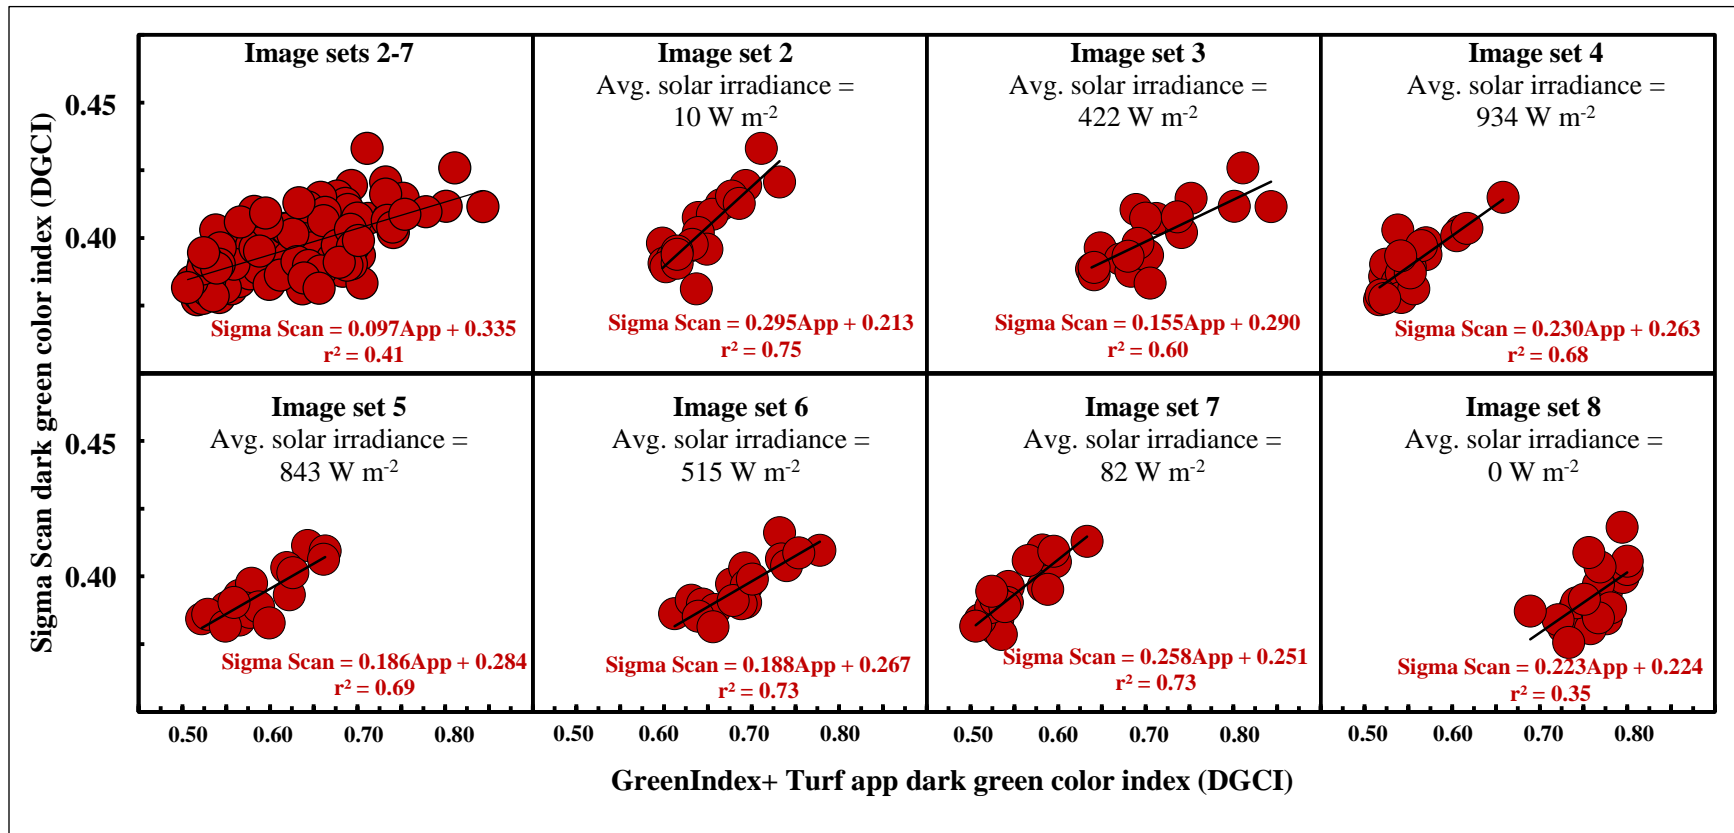 Sigma Scan dark green color index (DGCI)
0.45
0.40
0.45
0.40
Image sets 2-7
Sigma Scan = 0.097App + 0.335
r² = 0.41
Image set 2
Avg. solar irradiance =
10 W m-2
Sigma Scan = 0.295App + 0.213
r² = 0.75
Image set 3
Avg. solar irradiance =
422 W m-2
Sigma Scan = 0.155App + 0.290
r² = 0.60
Image set 4
Avg. solar irradiance =
934 W m-2
Sigma Scan = 0.230App + 0.263
r² = 0.68
Image set 5
Avg. solar irradiance =
843 W m-2
Sigma Scan = 0.186App + 0.284
r² = 0.69
Image set 6
Avg. solar irradiance =
515 W m-2
Sigma Scan = 0.188App + 0.267
r² = 0.73
Image set 7
Avg. solar irradiance =
82 W m-2
Sigma Scan = 0.258App + 0.251
r² = 0.73
Image set 8
Avg. solar irradiance =
0 W m-2
Sigma Scan = 0.223App + 0.224
r² = 0.35
0.50 0.60 0.70 0.80 0.50 0.60 0.70 0.80 0.50 0.60 0.70 0.80 0.50 0.60 0.70 0.80
GreenIndex+ Turf app dark green color index (DGCI)